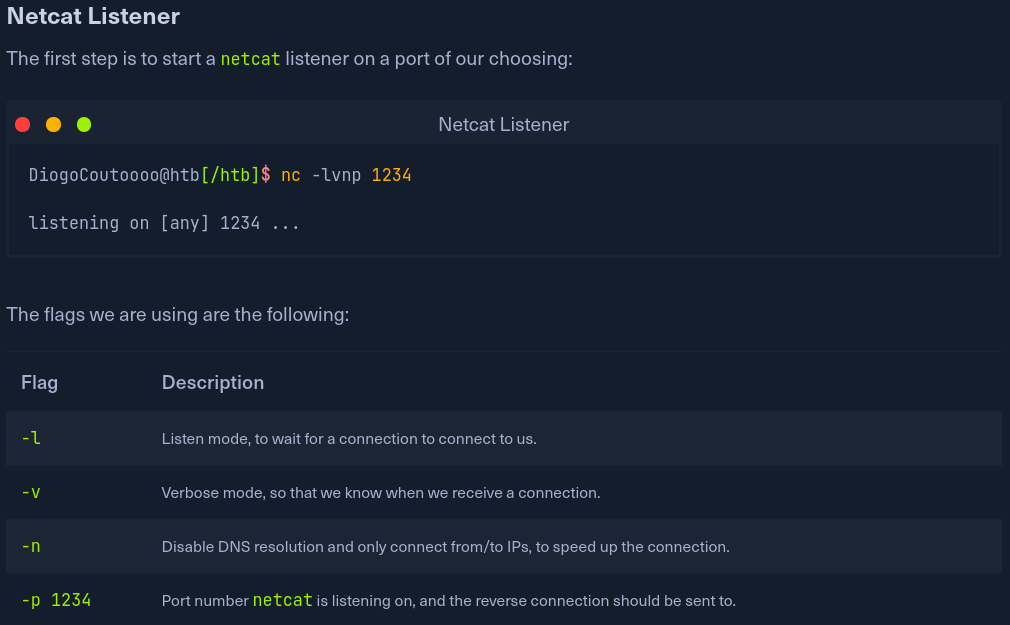 Netcat Listener
The first step is to start a netcat listener on a port of our choosing:
Netcat Listener
DiogoCoutoooo@htb[/htb]$ nc -lvnp 1234
listening on [any] 1234 ...
The flags we are using are the following:
Flag Description
-l Listen mode, to wait for a connection to connect to us.
-v Verbose mode, so that we know when we receive a connection.
-n Disable DNS resolution and only connect from/to IPs, to speed up the connection.
-p 1234 Port number netcat is listening on, and the reverse connection should be sent to.